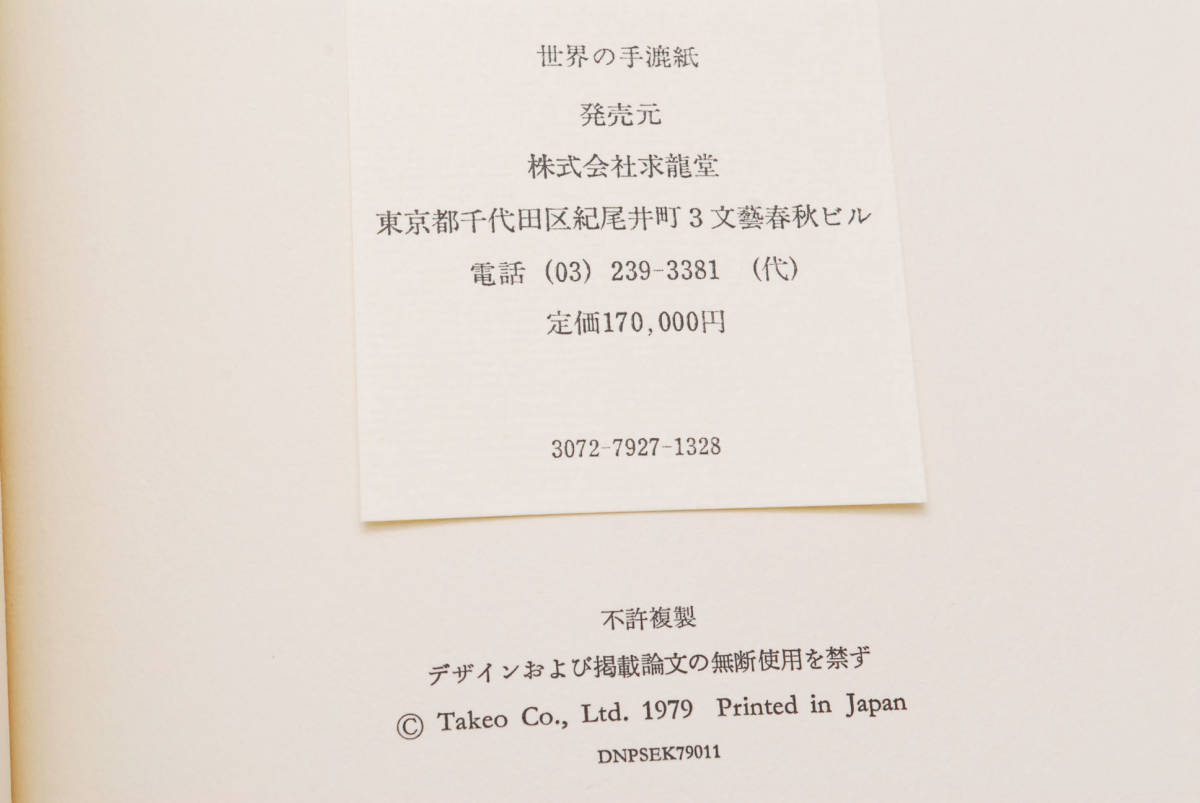 世界の手漉紙
発売元
株式会社求龍堂
東京都千代田区紀尾井町3文藝春秋ビル
電話 (03) 239-3381 (代)
定価170,000円
3072-7927-1328
不許複製
デザインおよび掲載論文の無断使用を禁ず
© Takeo Co., Ltd. 1979 Printed in Japan
DNPSEK79011